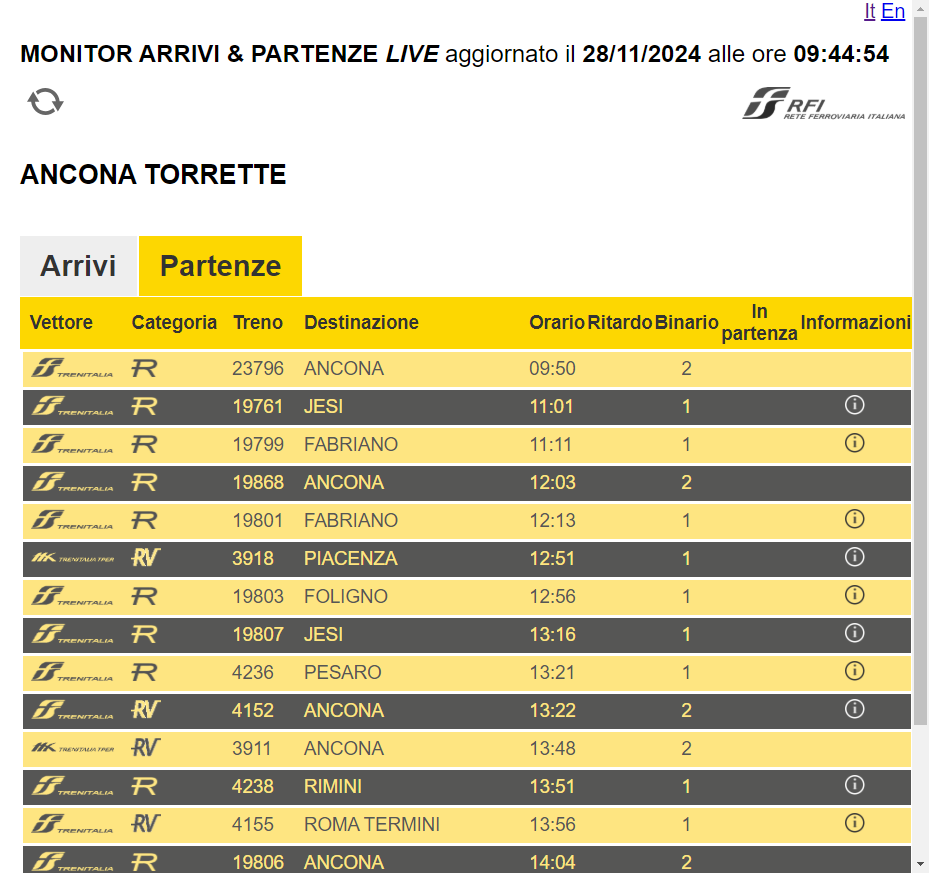 It En
MONITOR ARRIVI & PARTENZE LIVE aggiornato il 28/11/2024 alle ore 09:44:54
RFI
RETE FERROVIARIA ITALIANA
ANCONA TORRETTE
Arrivi Partenze
Vettore Categoria Treno Destinazione Orario Ritardo Binario In partenza Informazioni
TRENITALIA R 23796 ANCONA 09:50 2
TRENITALIA R 19761 JESI 11:01 1
TRENITALIA R 19799 FABRIANO 11:11 1
TRENITALIA R 19868 ANCONA 12:03 2
TRENITALIA R 19801 FABRIANO 12:13 1
TRENITALIA TPER RV 3918 PIACENZA 12:51 1
TRENITALIA R 19803 FOLIGNO 12:56 1
TRENITALIA R 19807 JESI 13:16 1
TRENITALIA R 4236 PESARO 13:21 1
TRENITALIA RV 4152 ANCONA 13:22 2
TRENITALIA TPER RV 3911 ANCONA 13:48 2
TRENITALIA R 4238 RIMINI 13:51 1
TRENITALIA RV 4155 ROMA TERMINI 13:56 1
TRENITALIA R 19806 ANCONA 14:04 2